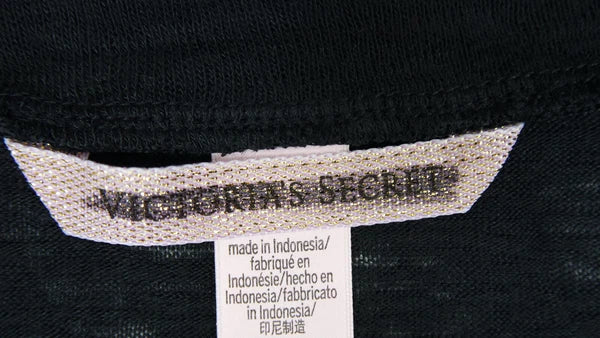 VICTORIA'S SECRET
made in Indonesia/
fabriqué en
Indonésie/hecho en
Indonesia/fabbricato
in Indonesia/
印尼制造